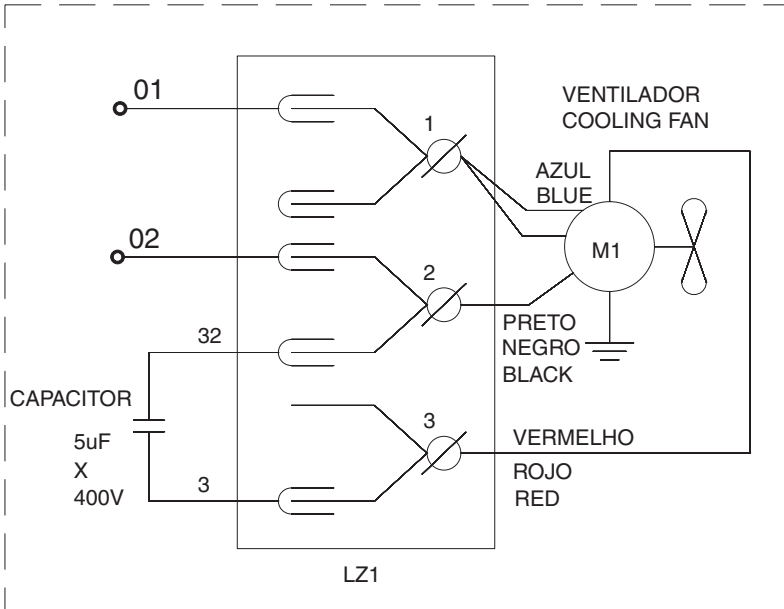 01
VENTILADOR
COOLING FAN
1
AZUL
BLUE
02
M1
2
PRETO
NEGRO
BLACK
32
CAPACITOR
5uF
X
400V
3
VERMELHO
ROJO
RED
3
LZ1